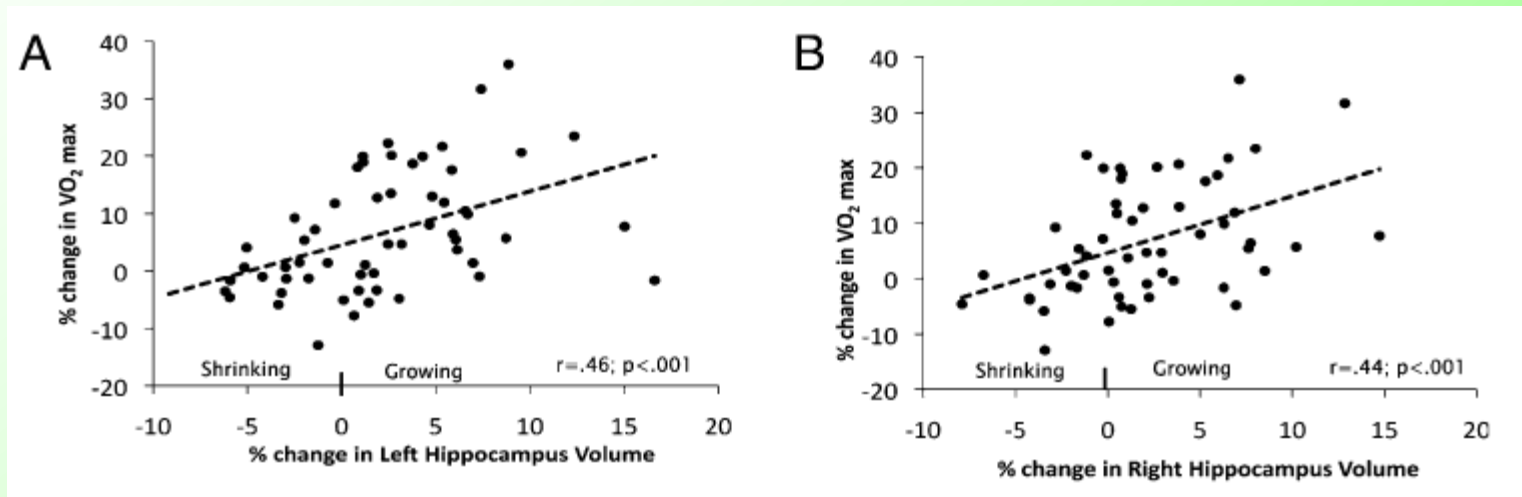 A
40
30
20
10
0
-10
-20
% change in VO2 max
Shrinking
Growing
r=.46; p<.001
-10 -5 0 5 10 15 20
% change in Left Hippocampus Volume
B
40
30
20
10
0
-10
-20
% change in VO2 max
Shrinking
Growing
r=.44; p<.001
-10 -5 0 5 10 15 20
% change in Right Hippocampus Volume